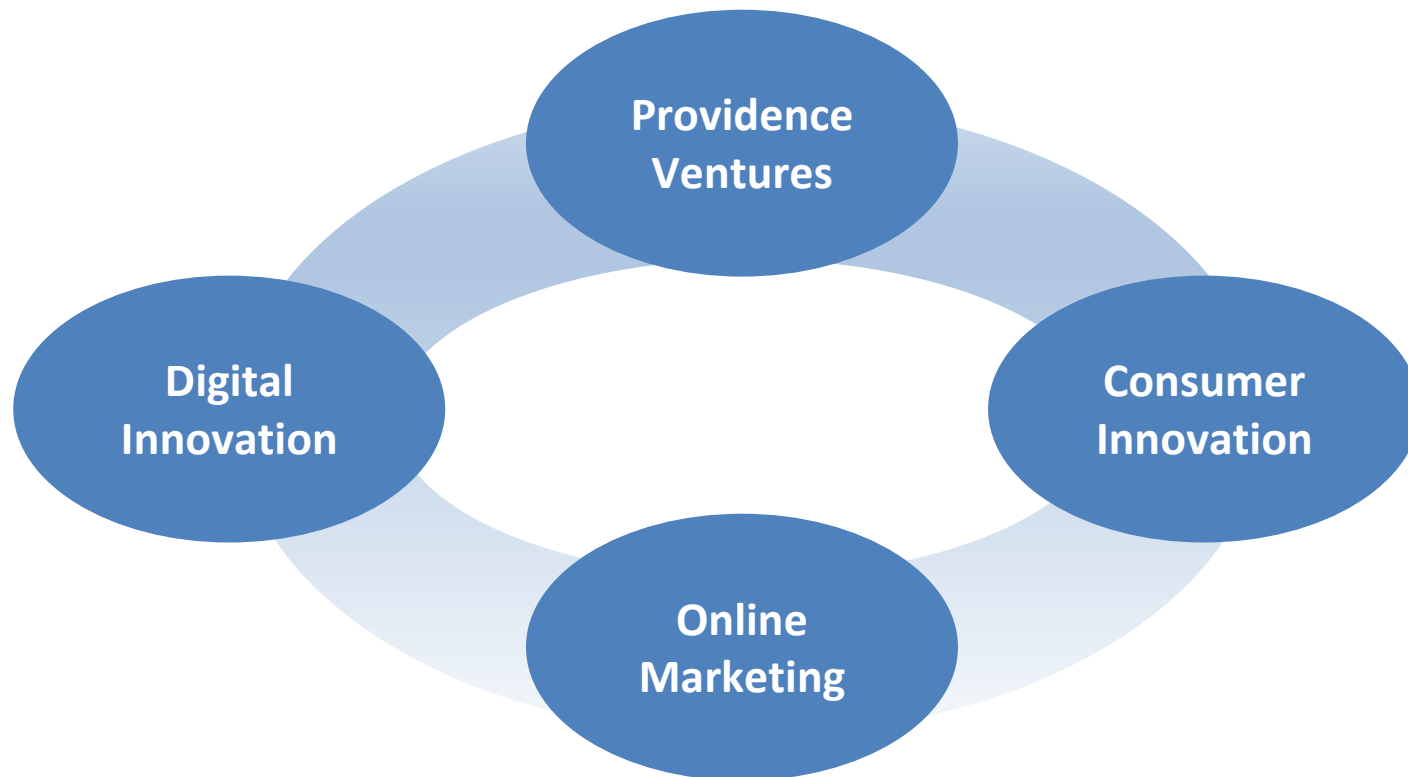 Providence
Ventures
Digital
Innovation
Consumer
Innovation
Online
Marketing